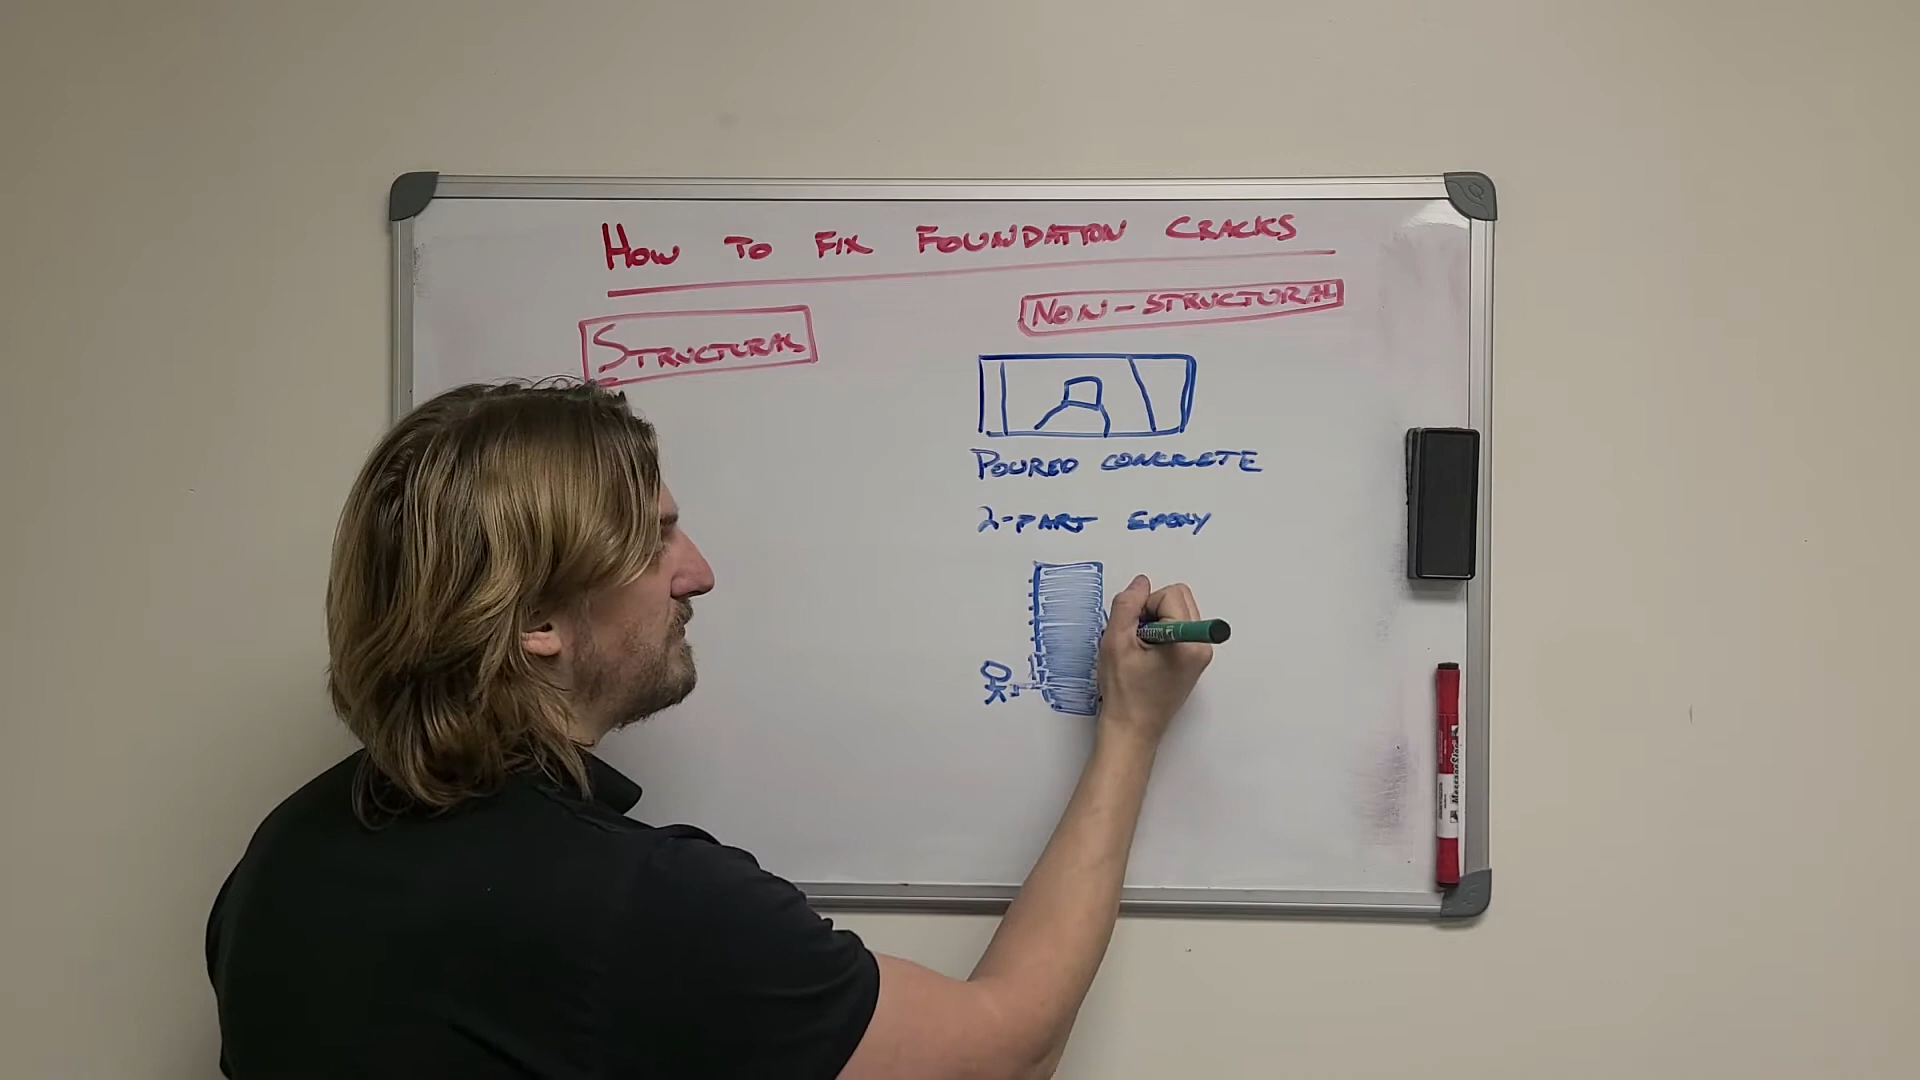 HOW TO FIX FOUNDATION CRACKS
STRUCTURAL
NON-STRUCTURAL
POURED CONCRETE
2-PART EPOXY